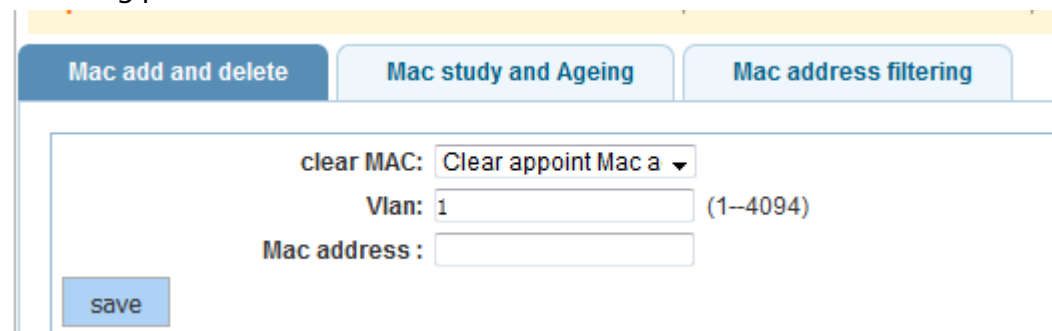 Mac add and delete Mac study and Ageing Mac address filtering
clear MAC: Clear appoint Mac a
Vlan: 1 (1--4094)
Mac address :
save